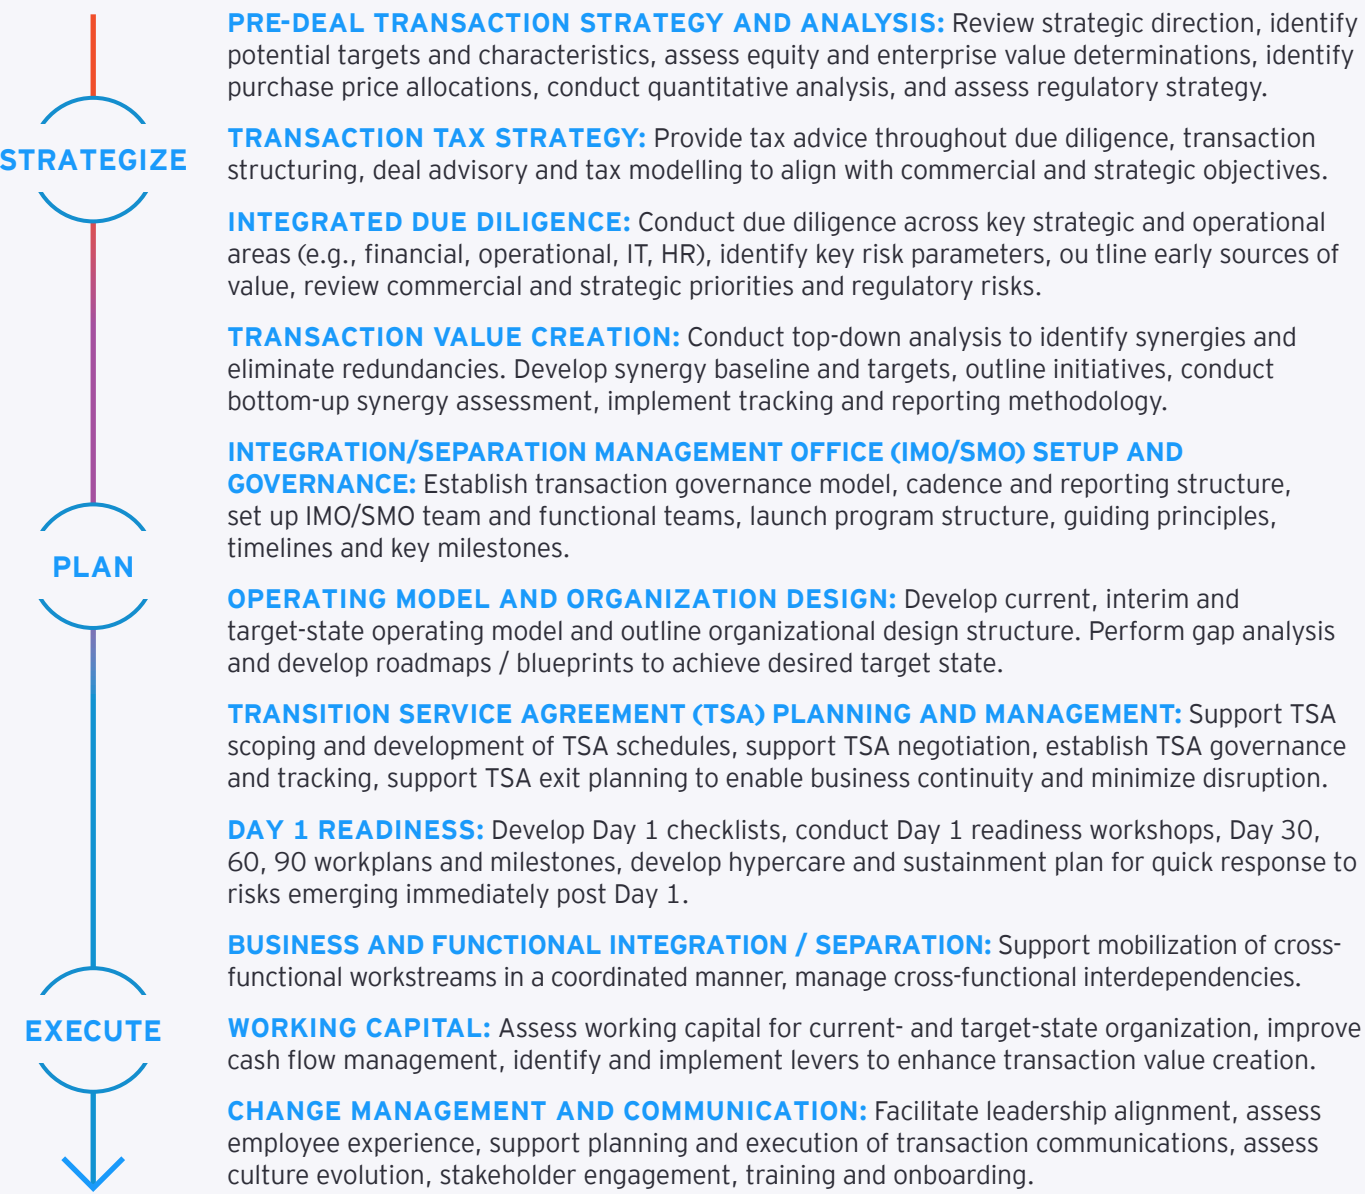 PRE-DEAL TRANSACTION STRATEGY AND ANALYSIS: Review strategic direction, identify
potential targets and characteristics, assess equity and enterprise value determinations, identify
purchase price allocations, conduct quantitative analysis, and assess regulatory strategy.
STRATEGIZE
TRANSACTION TAX STRATEGY: Provide tax advice throughout due diligence, transaction
structuring, deal advisory and tax modelling to align with commercial and strategic objectives.
INTEGRATED DUE DILIGENCE: Conduct due diligence across key strategic and operational
areas (e.g., financial, operational, IT, HR), identify key risk parameters, ou tline early sources of
value, review commercial and strategic priorities and regulatory risks.
TRANSACTION VALUE CREATION: Conduct top-down analysis to identify synergies and
eliminate redundancies. Develop synergy baseline and targets, outline initiatives, conduct
bottom-up synergy assessment, implement tracking and reporting methodology.
INTEGRATION/SEPARATION MANAGEMENT OFFICE (IMO/SMO) SETUP AND
GOVERNANCE: Establish transaction governance model, cadence and reporting structure,
set up IMO/SMO team and functional teams, launch program structure, guiding principles,
timelines and key milestones.
PLAN
OPERATING MODEL AND ORGANIZATION DESIGN: Develop current, interim and
target-state operating model and outline organizational design structure. Perform gap analysis
and develop roadmaps / blueprints to achieve desired target state.
TRANSITION SERVICE AGREEMENT (TSA) PLANNING AND MANAGEMENT: Support TSA
scoping and development of TSA schedules, support TSA negotiation, establish TSA governance
and tracking, support TSA exit planning to enable business continuity and minimize disruption.
DAY 1 READINESS: Develop Day 1 checklists, conduct Day 1 readiness workshops, Day 30,
60, 90 workplans and milestones, develop hypercare and sustainment plan for quick response to
risks emerging immediately post Day 1.
BUSINESS AND FUNCTIONAL INTEGRATION / SEPARATION: Support mobilization of cross-
functional workstreams in a coordinated manner, manage cross-functional interdependencies.
EXECUTE
WORKING CAPITAL: Assess working capital for current- and target-state organization, improve
cash flow management, identify and implement levers to enhance transaction value creation.
CHANGE MANAGEMENT AND COMMUNICATION: Facilitate leadership alignment, assess
employee experience, support planning and execution of transaction communications, assess
culture evolution, stakeholder engagement, training and onboarding.